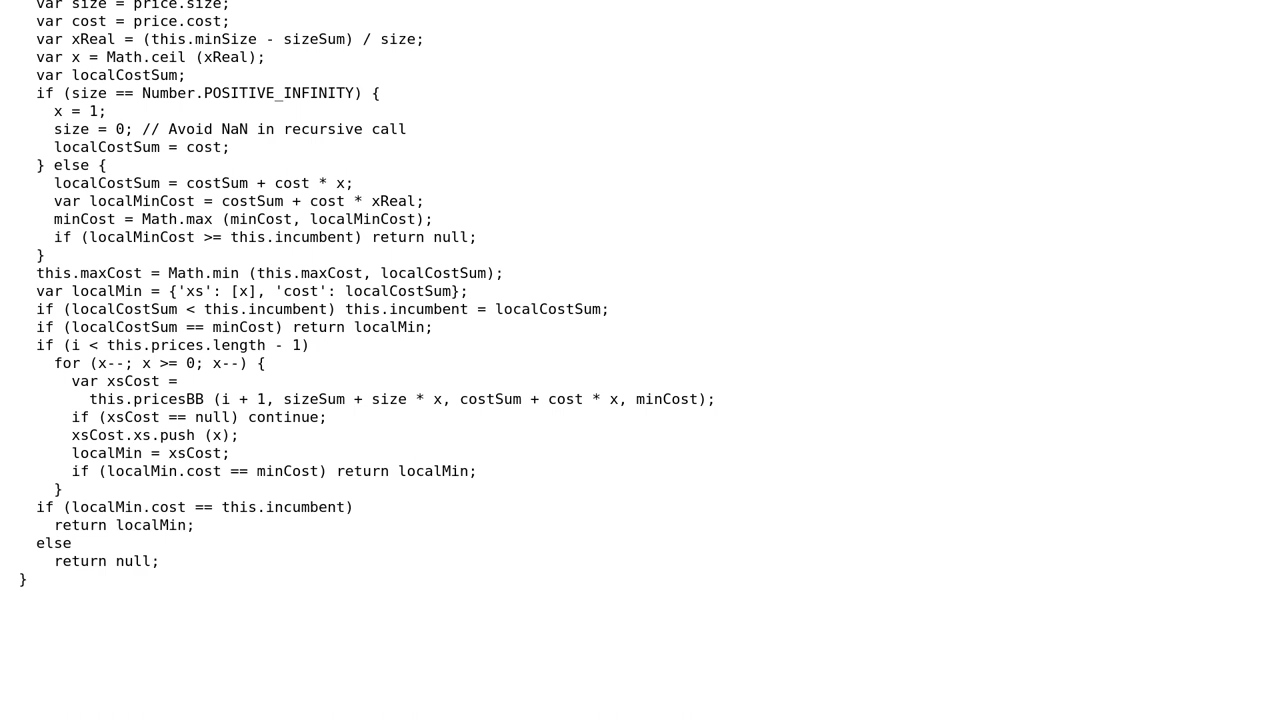 var size = price.size;
var cost = price.cost;
var xReal = (this.minSize - sizeSum) / size;
var x = Math.ceil (xReal);
var localCostSum;
if (size == Number.POSITIVE_INFINITY) {
x = 1;
size = 0; // Avoid NaN in recursive call
localCostSum = cost;
} else {
localCostSum = costSum + cost * x;
var localMinCost = costSum + cost * xReal;
minCost = Math.max (minCost, localMinCost);
if (localMinCost >= this.incumbent) return null;
}
this.maxCost = Math.min (this.maxCost, localCostSum);
var localMin = {'xs': [x], 'cost': localCostSum};
if (localCostSum < this.incumbent) this.incumbent = localCostSum;
if (localCostSum == minCost) return localMin;
if (i < this.prices.length - 1)
for (x--; x >= 0; x--) {
var xsCost =
this.pricesBB (i + 1, sizeSum + size * x, costSum + cost * x, minCost);
if (xsCost == null) continue;
xsCost.xs.push (x);
localMin = xsCost;
if (localMin.cost == minCost) return localMin;
}
if (localMin.cost == this.incumbent)
return localMin;
else
return null;
}